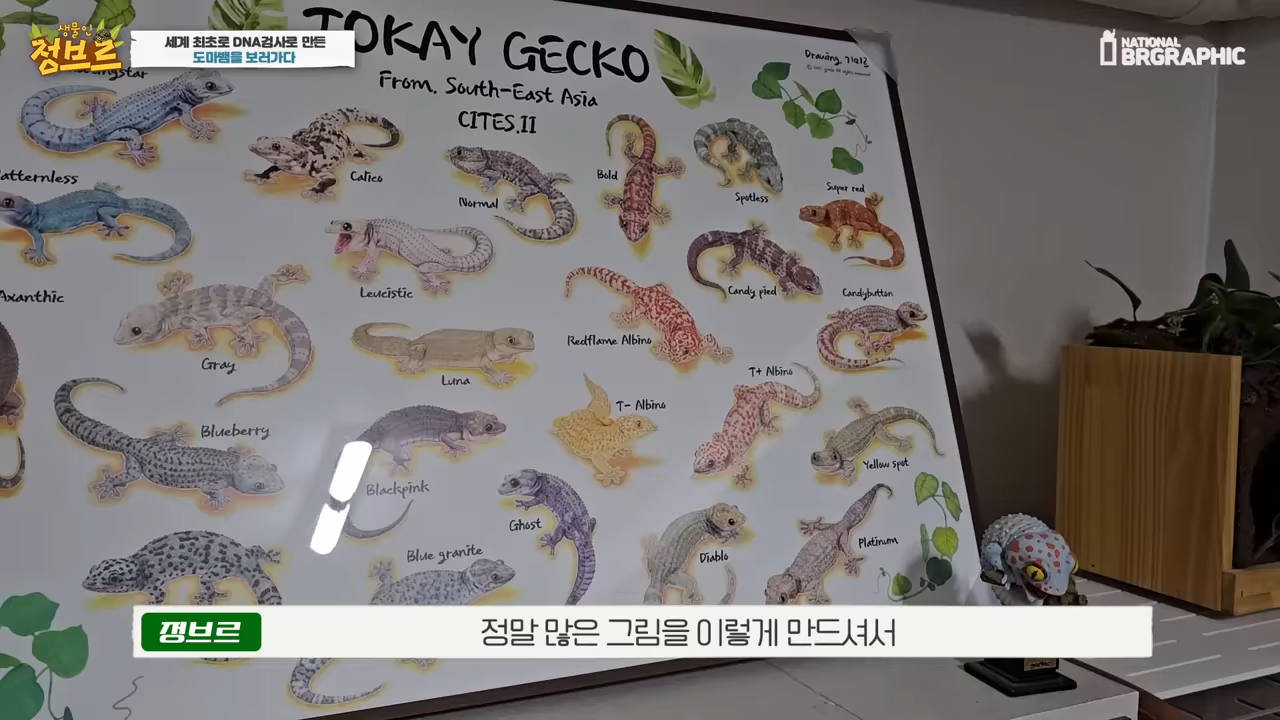 생물인
정브르
세계 최초로 DNA검사로 만든
도마뱀을 보러가다
NATIONAL
BRGRAPHIC
TOKAY GECKO
From. South-East Asia
CITES.II
Drawing.
Calico
Normal
Bold
Spotless
Super red
Leucistic
Candy pied
Candybutton
Axanthic
Gray
Luna
Redflame Albino
T+ Albino
T- Albino
Blueberry
Blackpink
Yellow spot
Ghost
Blue granite
Diablo
Platinum
정브르
정말 많은 그림을 이렇게 만드셔서